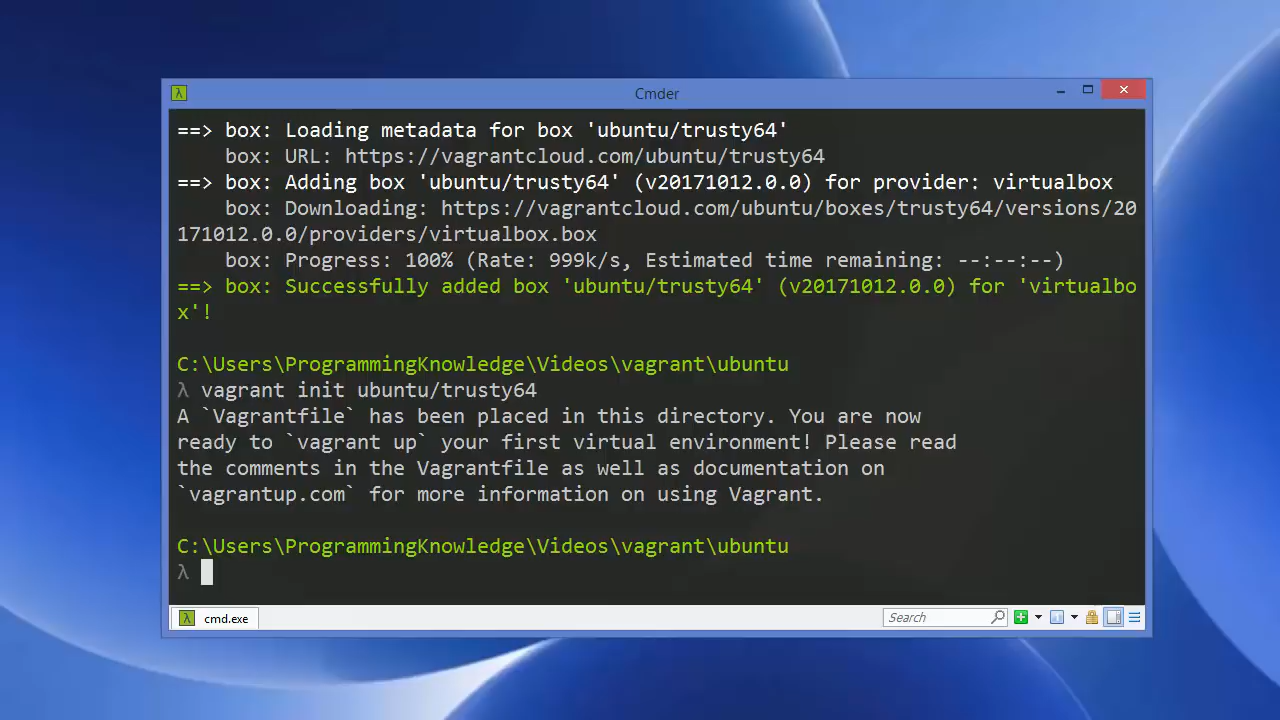 Cmder
==> box: Loading metadata for box 'ubuntu/trusty64'
box: URL: https://vagrantcloud.com/ubuntu/trusty64
==> box: Adding box 'ubuntu/trusty64' (v20171012.0.0) for provider: virtualbox
box: Downloading: https://vagrantcloud.com/ubuntu/boxes/trusty64/versions/20
171012.0.0/providers/virtualbox.box
box: Progress: 100% (Rate: 999k/s, Estimated time remaining: --:--:--)
==> box: Successfully added box 'ubuntu/trusty64' (v20171012.0.0) for 'virtualbo
x'!
C:\Users\ProgrammingKnowledge\Videos\vagrant\ubuntu
λ vagrant init ubuntu/trusty64
A `Vagrantfile` has been placed in this directory. You are now
ready to `vagrant up` your first virtual environment! Please read
the comments in the Vagrantfile as well as documentation on
`vagrantup.com` for more information on using Vagrant.
C:\Users\ProgrammingKnowledge\Videos\vagrant\ubuntu
λ
cmd.exe
Search